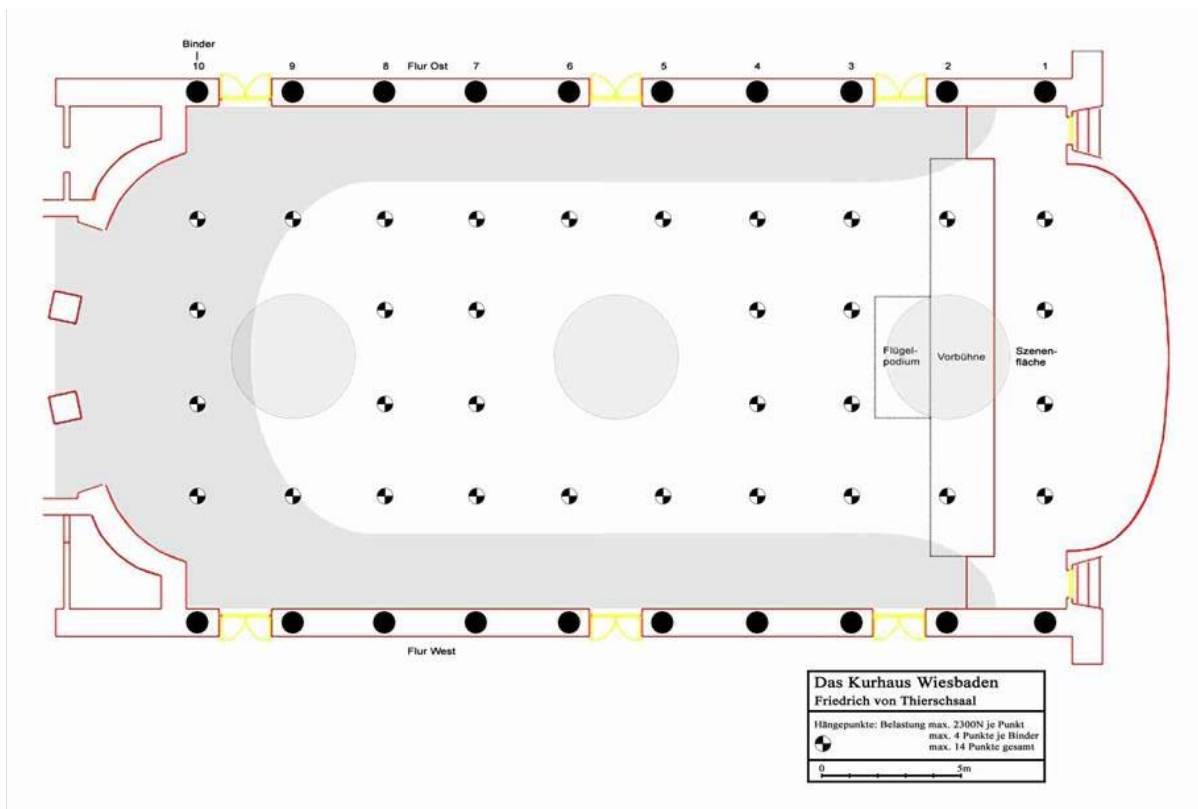 Binder
10 9 8 Flur Ost 7 6 5 4 3 2 1
Flügel-
podium
Vorbühne
Szenen-
fläche
Flur West
Das Kurhaus Wiesbaden
Friedrich von Thierschsaal
Hängepunkte: Belastung max. 2300N je Punkt
max. 4 Punkte je Binder
max. 14 Punkte gesamt
0 5m